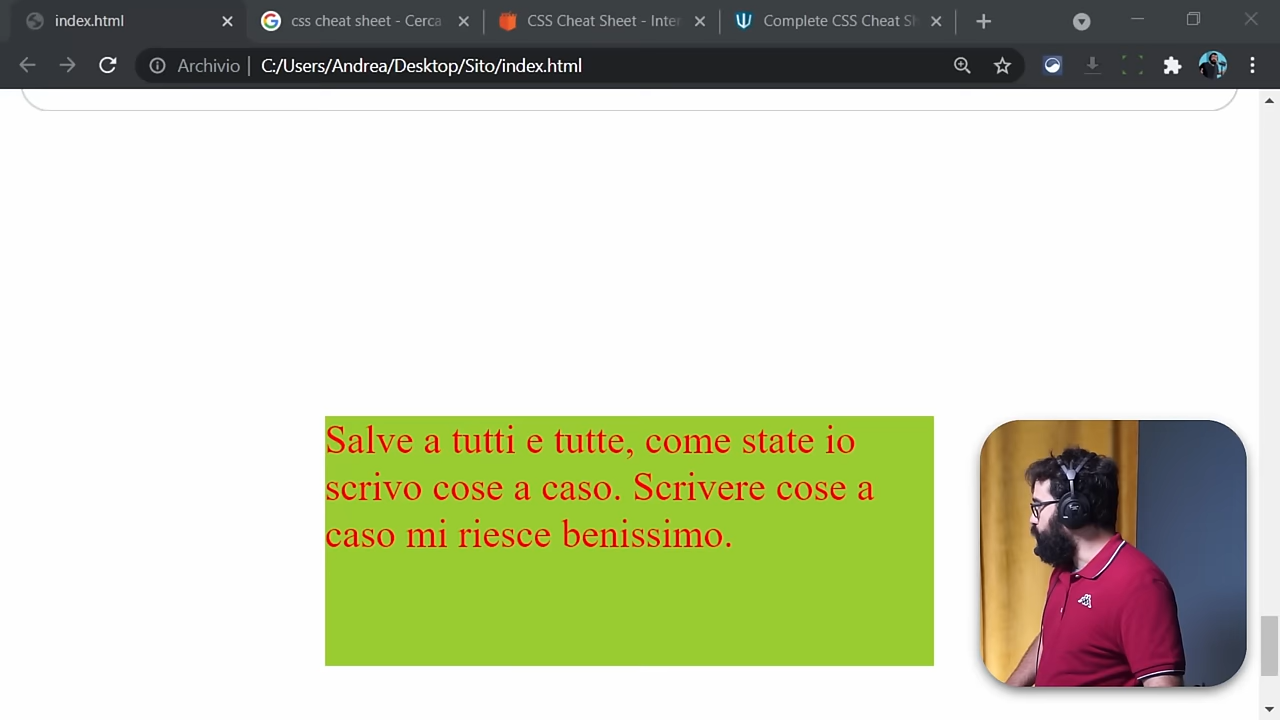 index.html
css cheat sheet - Cerca
CSS Cheat Sheet - Inter
Complete CSS Cheat Sh
Archivio | C:/Users/Andrea/Desktop/Sito/index.html
Salve a tutti e tutte, come state io
scrivo cose a caso. Scrivere cose a
caso mi riesce benissimo.